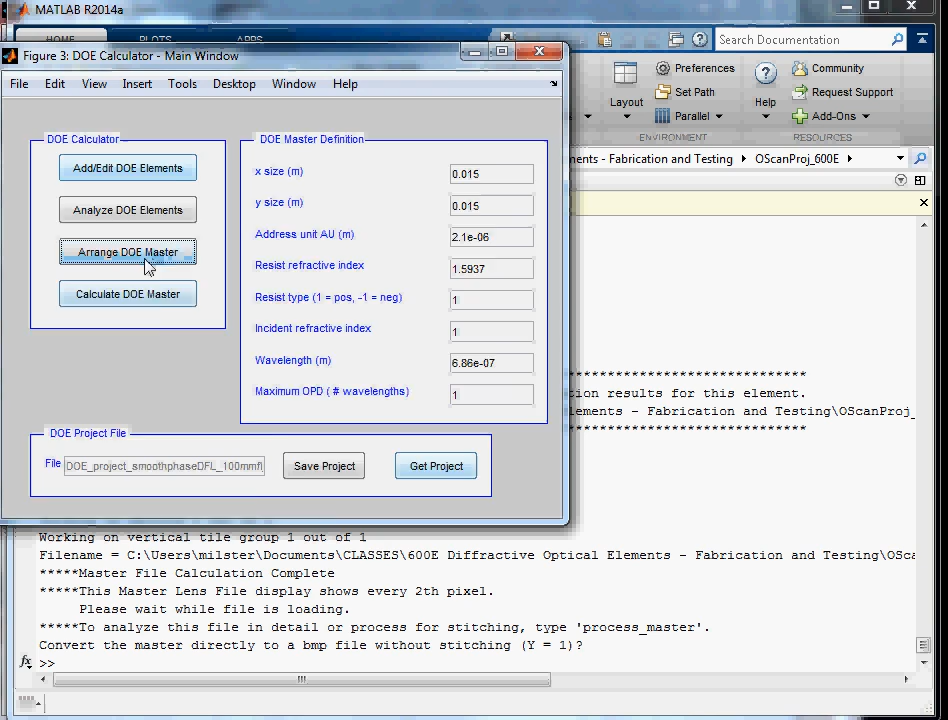 MATLAB R2014a
HOME PLOTS APPS
Search Documentation
Figure 3: DOE Calculator - Main Window
File Edit View Insert Tools Desktop Window Help
Layout
Preferences
Set Path
Parallel
ENVIRONMENT
Help
Community
Request Support
Add-Ons
RESOURCES
ments - Fabrication and Testing ▸ OScanProj_600E ▸
DOE Calculator
Add/Edit DOE Elements
Analyze DOE Elements
Arrange DOE Master
Calculate DOE Master
DOE Master Definition
x size (m) 0.015
y size (m) 0.015
Address unit AU (m) 2.1e-06
Resist refractive index 1.5937
Resist type (1 = pos, -1 = neg) 1
Incident refractive index 1
Wavelength (m) 6.86e-07
Maximum OPD ( # wavelengths) 1
DOE Project File
File DOE_project_smoothphaseDFL_100mmf\
Save Project
Get Project
****************************
ion results for this element.
lements - Fabrication and Testing\OScanProj_
****************************
Working on vertical tile group 1 out of 1
Filename = C:\Users\milster\Documents\CLASSES\600E Diffractive Optical Elements - Fabrication and Testing\OSca
*****Master File Calculation Complete
*****This Master Lens File display shows every 2th pixel.
Please wait while file is loading.
*****To analyze this file in detail or process for stitching, type 'process_master'.
Convert the master directly to a bmp file without stitching (Y = 1)?
fx >>